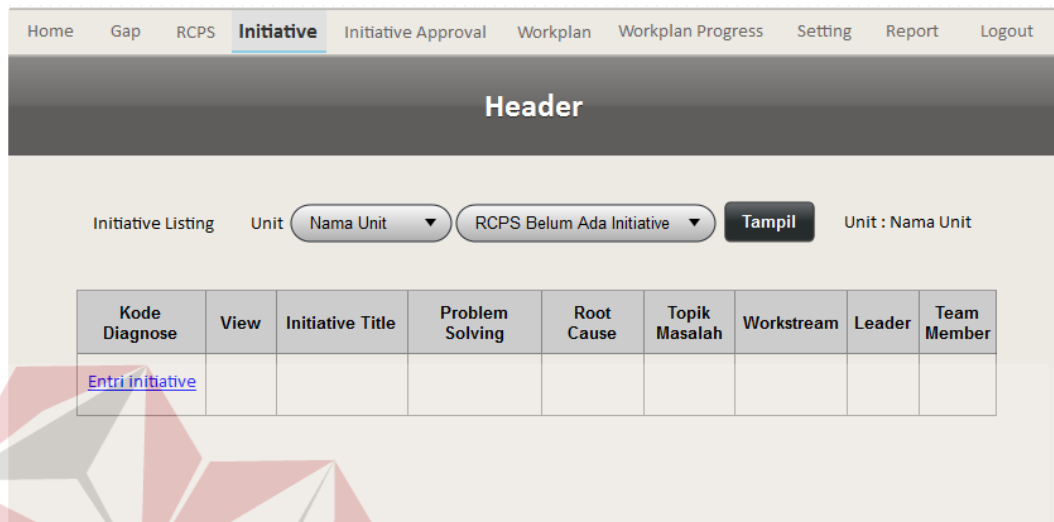 Home Gap RCPS Initiative Initiative Approval Workplan Workplan Progress Setting Report Logout
Header
Initiative Listing Unit Nama Unit RCPS Belum Ada Initiative Tampil Unit : Nama Unit
Kode Diagnose View Initiative Title Problem Solving Root Cause Topik Masalah Workstream Leader Team Member
Entri initiative